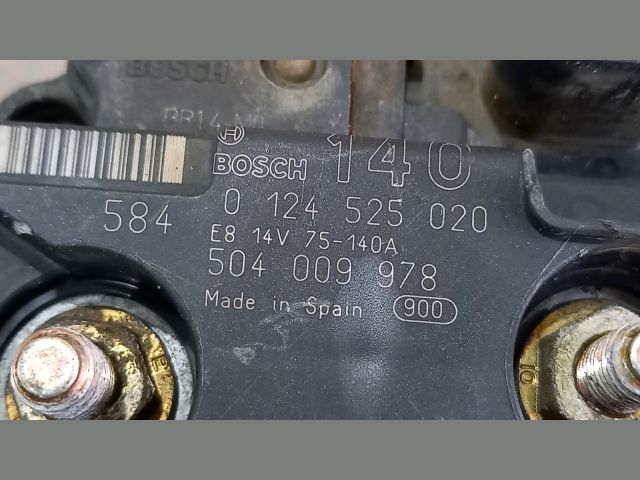 BOSCH
BOSCH 140
584 0 124 525 020
E8 14V 75-140A
504 009 978
Made in Spain 900